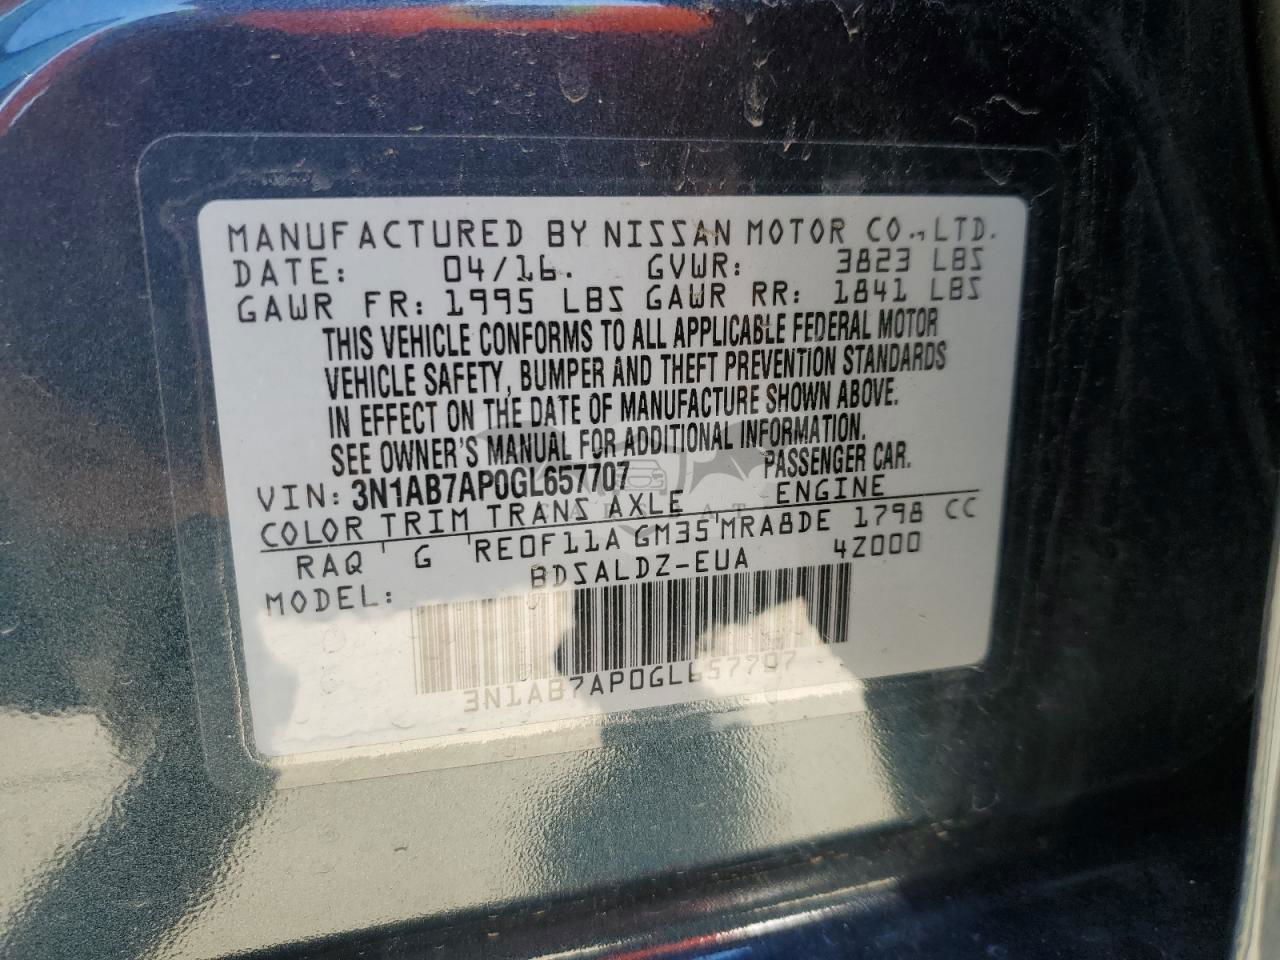 MANUFACTURED BY NISSAN MOTOR CO., LTD.
DATE: 04/16. GVWR: 3823 LBS
GAWR FR: 1995 LBS GAWR RR: 1841 LBS
THIS VEHICLE CONFORMS TO ALL APPLICABLE FEDERAL MOTOR
VEHICLE SAFETY, BUMPER AND THEFT PREVENTION STANDARDS
IN EFFECT ON THE DATE OF MANUFACTURE SHOWN ABOVE.
SEE OWNER'S MANUAL FOR ADDITIONAL INFORMATION.
VIN: 3N1AB7AP0GL657707 PASSENGER CAR.
COLOR TRIM TRANS AXLE ENGINE
RAQ G RE0F11A GM35 MRA8DE 1798 CC
MODEL: BDSALDZ-EUA 4Z000
3N1AB7AP0GL657707